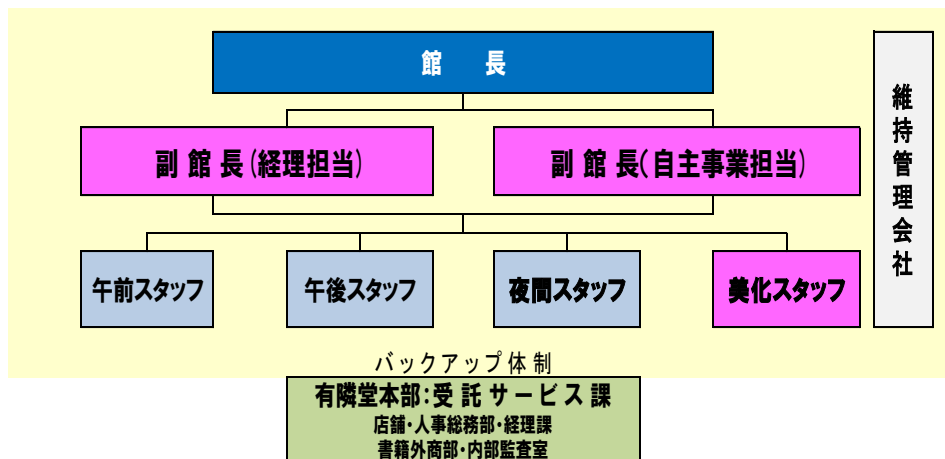 館長
副館長(経理担当)
副館長(自主事業担当)
午前スタッフ
午後スタッフ
夜間スタッフ
美化スタッフ
維持管理会社
バックアップ体制
有隣堂本部:受託サービス課
店舗・人事総務部・経理課
書籍外商部・内部監査室